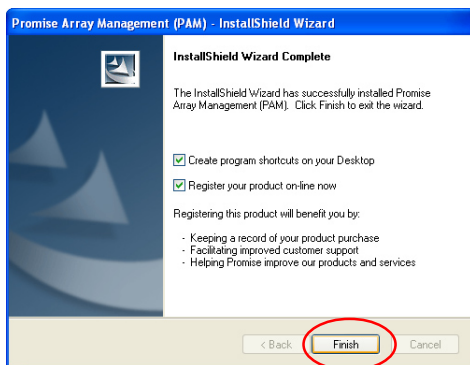 Promise Array Management (PAM) - InstallShield Wizard
InstallShield Wizard Complete
The InstallShield Wizard has successfully installed Promise
Array Management (PAM). Click Finish to exit the wizard.
Create program shortcuts on your Desktop
Register your product on-line now
Registering this product will benefit you by:
- Keeping a record of your product purchase
- Facilitating improved customer support
- Helping Promise improve our products and services
< Back Finish Cancel